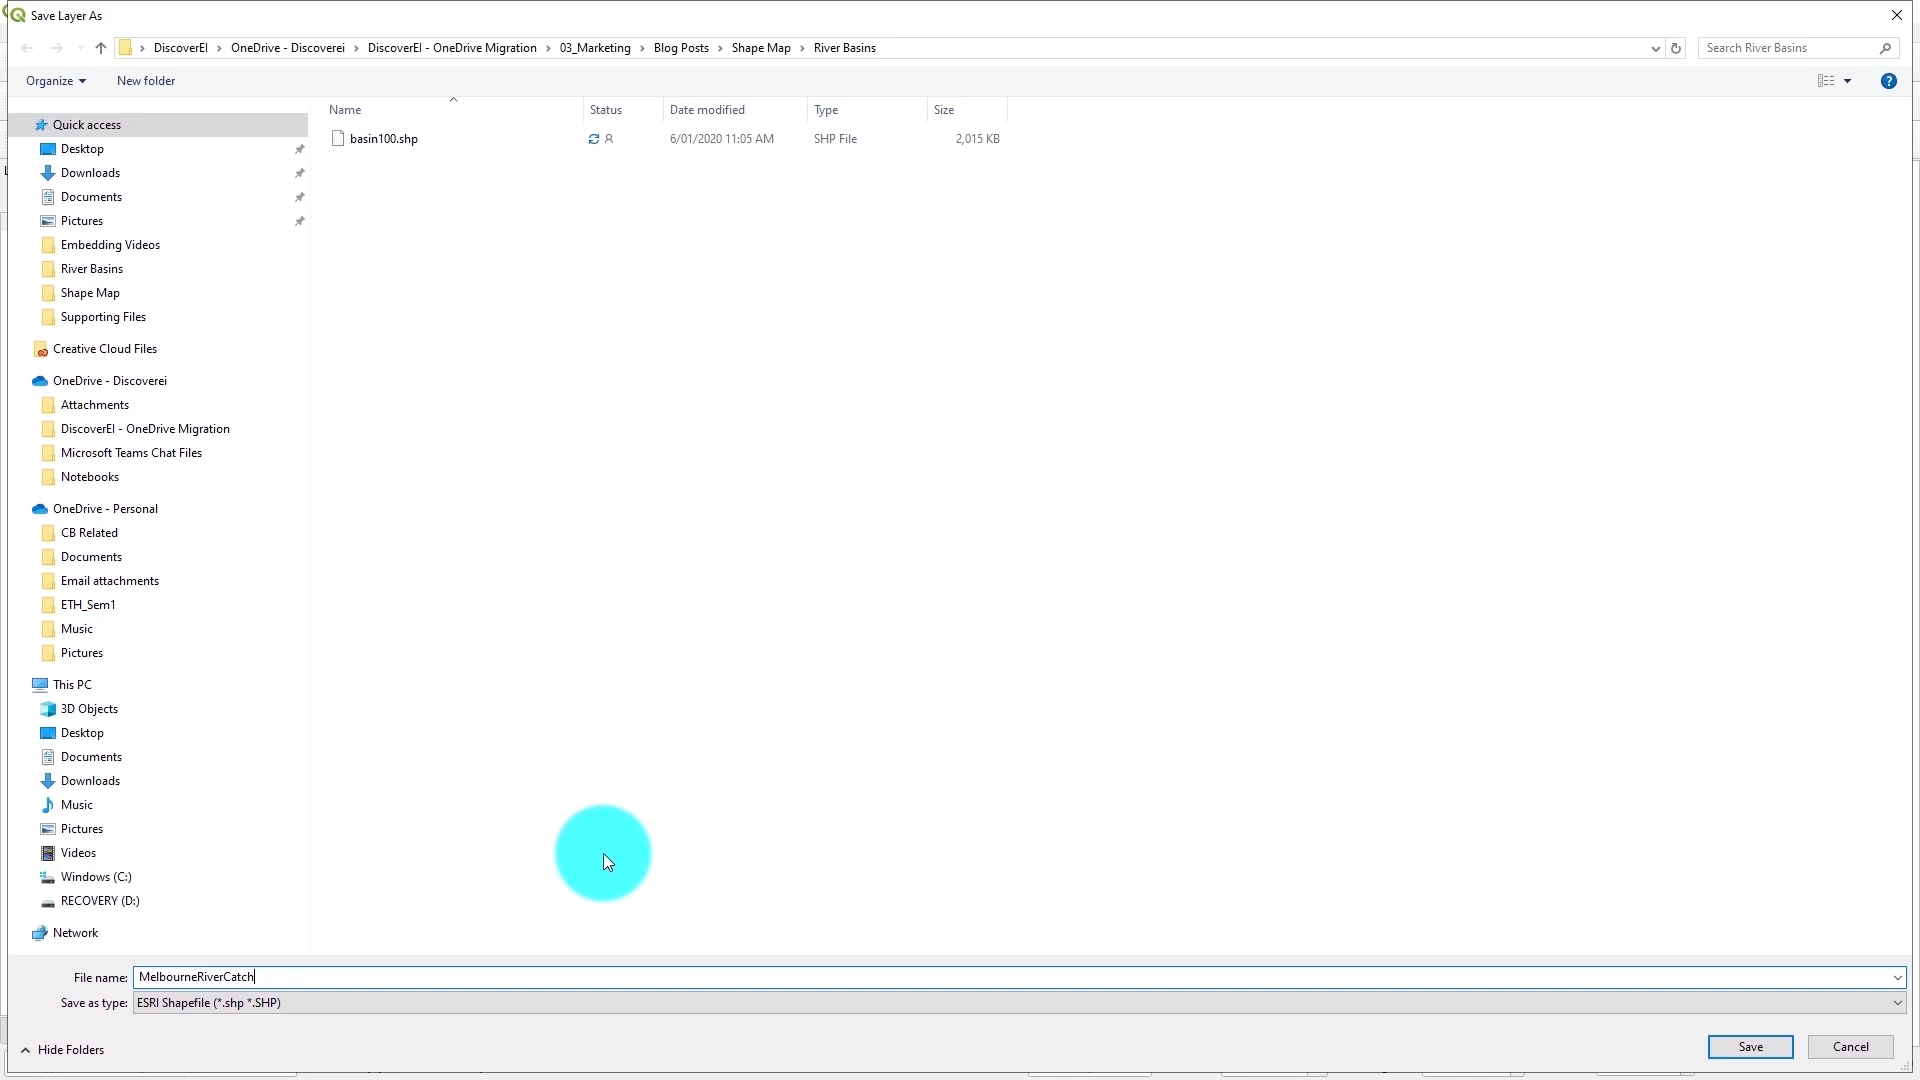 Save Layer As
DiscoverEI > OneDrive - Discoverei > DiscoverEI - OneDrive Migration > 03_Marketing > Blog Posts > Shape Map > River Basins
Search River Basins
Organize
New folder
Name
Status
Date modified
Type
Size
basin100.shp
6/01/2020 11:05 AM
SHP File
2,015 KB
Quick access
Desktop
Downloads
Documents
Pictures
Embedding Videos
River Basins
Shape Map
Supporting Files
Creative Cloud Files
OneDrive - Discoverei
Attachments
DiscoverEI - OneDrive Migration
Microsoft Teams Chat Files
Notebooks
OneDrive - Personal
CB Related
Documents
Email attachments
ETH_Sem1
Music
Pictures
This PC
3D Objects
Desktop
Documents
Downloads
Music
Pictures
Videos
Windows (C:)
RECOVERY (D:)
Network
File name: MelbourneRiverCatch
Save as type: ESRI Shapefile (*.shp *.SHP)
Hide Folders
Save
Cancel